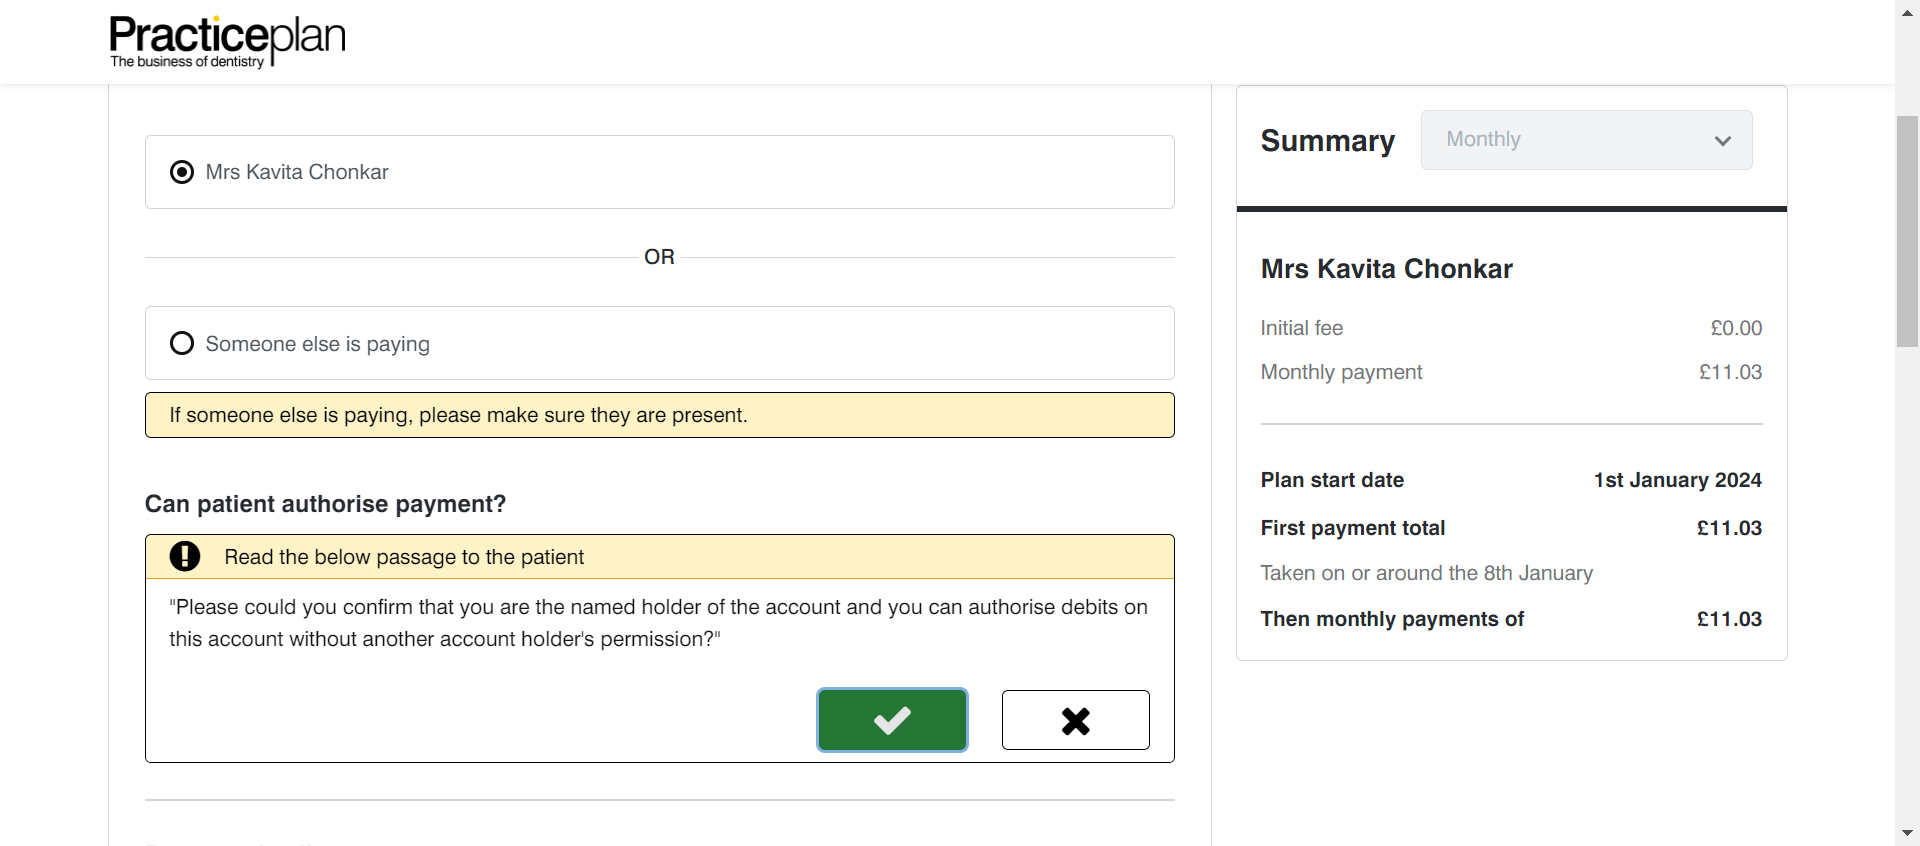 Practiceplan
The business of dentistry
Mrs Kavita Chonkar
OR
Someone else is paying
If someone else is paying, please make sure they are present.
Can patient authorise payment?
Read the below passage to the patient
"Please could you confirm that you are the named holder of the account and you can authorise debits on
this account without another account holder's permission?"
Summary
Monthly
Mrs Kavita Chonkar
Initial fee £0.00
Monthly payment £11.03
Plan start date 1st January 2024
First payment total £11.03
Taken on or around the 8th January
Then monthly payments of £11.03